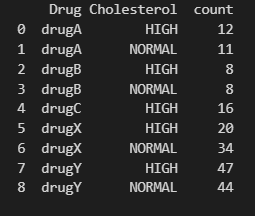 Drug Cholesterol count
0 drugA HIGH 12
1 drugA NORMAL 11
2 drugB HIGH 8
3 drugB NORMAL 8
4 drugC HIGH 16
5 drugX HIGH 20
6 drugX NORMAL 34
7 drugY HIGH 47
8 drugY NORMAL 44